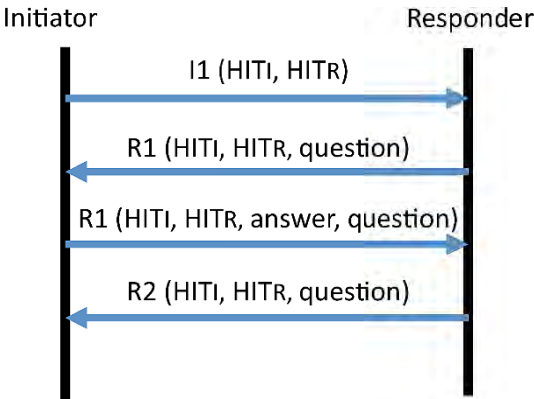 Initiator Responder
I1 (HITI, HITR)
R1 (HITI, HITR, question)
R1 (HITI, HITR, answer, question)
R2 (HITI, HITR, question)